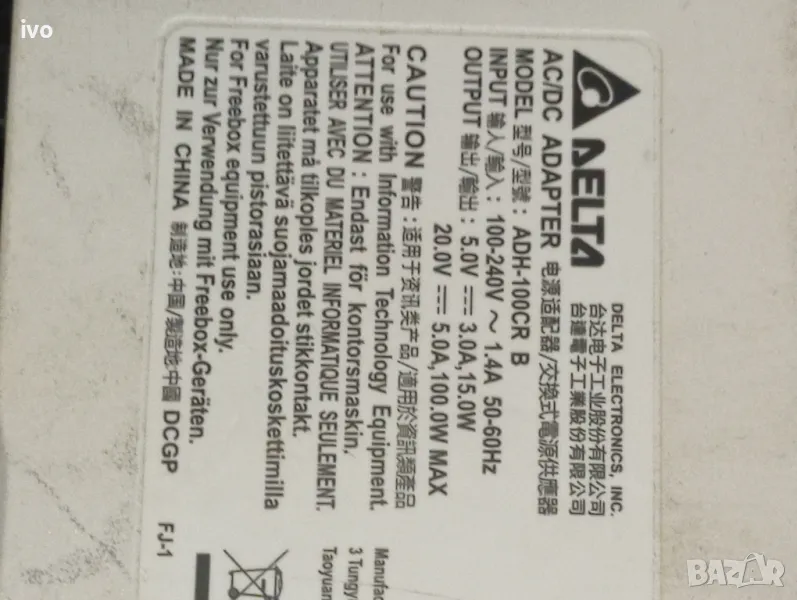 ivo
DELTA
DELTA ELECTRONICS, INC.
台达电子工业股份有限公司
台達電子工業股份有限公司
AC/DC ADAPTER 电源适配器/交換式電源供應器
MODEL 型号/型號: ADH-100CR B
INPUT 输入/輸入: 100-240V ~ 1.4A 50-60Hz
OUTPUT 输出/輸出: 5.0V ⎓ 3.0A,15.0W
20.0V ⎓ 5.0A,100.0W MAX
CAUTION 警告: 适用于资讯类产品/適用於資訊類產品
For use with Information Technology Equipment.
ATTENTION : Endast för kontorsmaskin.
UTILISER AVEC DU MATERIEL INFORMATIQUE SEULEMENT.
Apparatet må tilkoples jordet stikkontakt.
Laite on liitettävä suojamaadoituskoskettimilla
varustettuun pistorasiaan.
For Freebox equipment use only.
Nur zur Verwendung mit Freebox-Geräten.
MADE IN CHINA 制造地:中国/製造地:中國 DCGP
FJ-1
Manufac
3 Tungy
Taoyuan
BAZAR